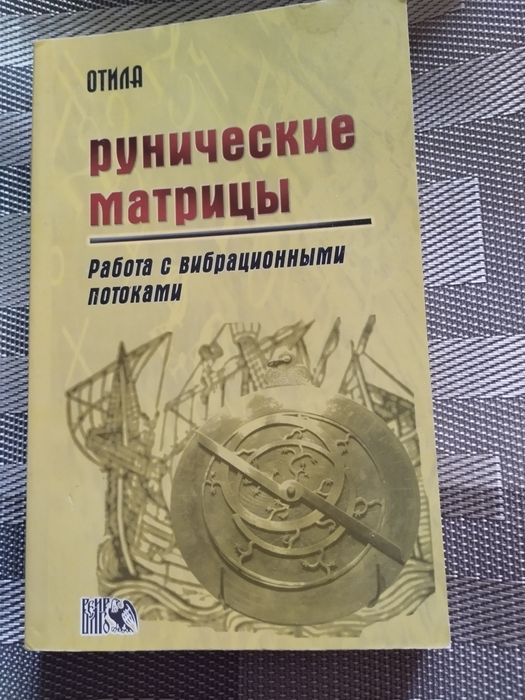 ОТИЛА
РУНИЧЕСКИЕ
МАТРИЦЫ
Работа с вибрационными
потоками